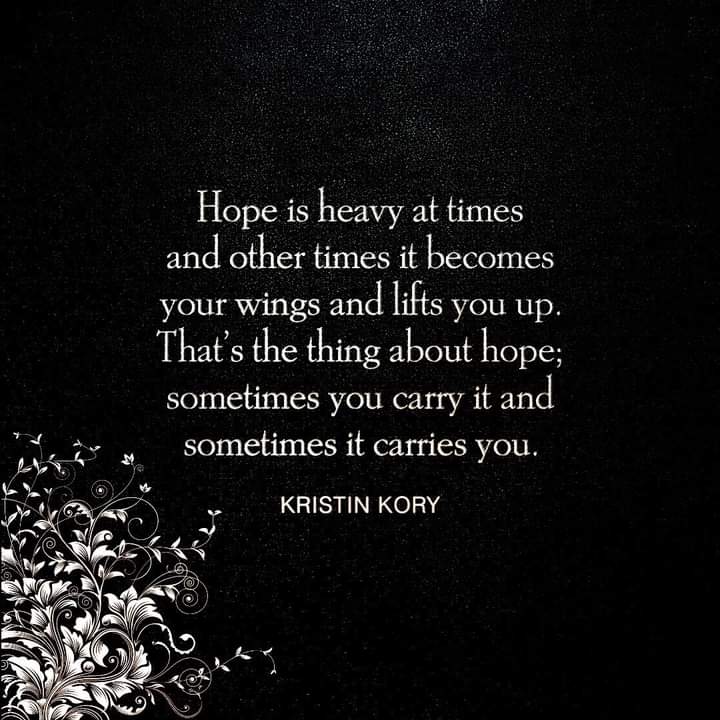 Hope is heavy at times
and other times it becomes
your wings and lifts you up.
That’s the thing about hope;
sometimes you carry it and
sometimes it carries you.
KRISTIN KORY